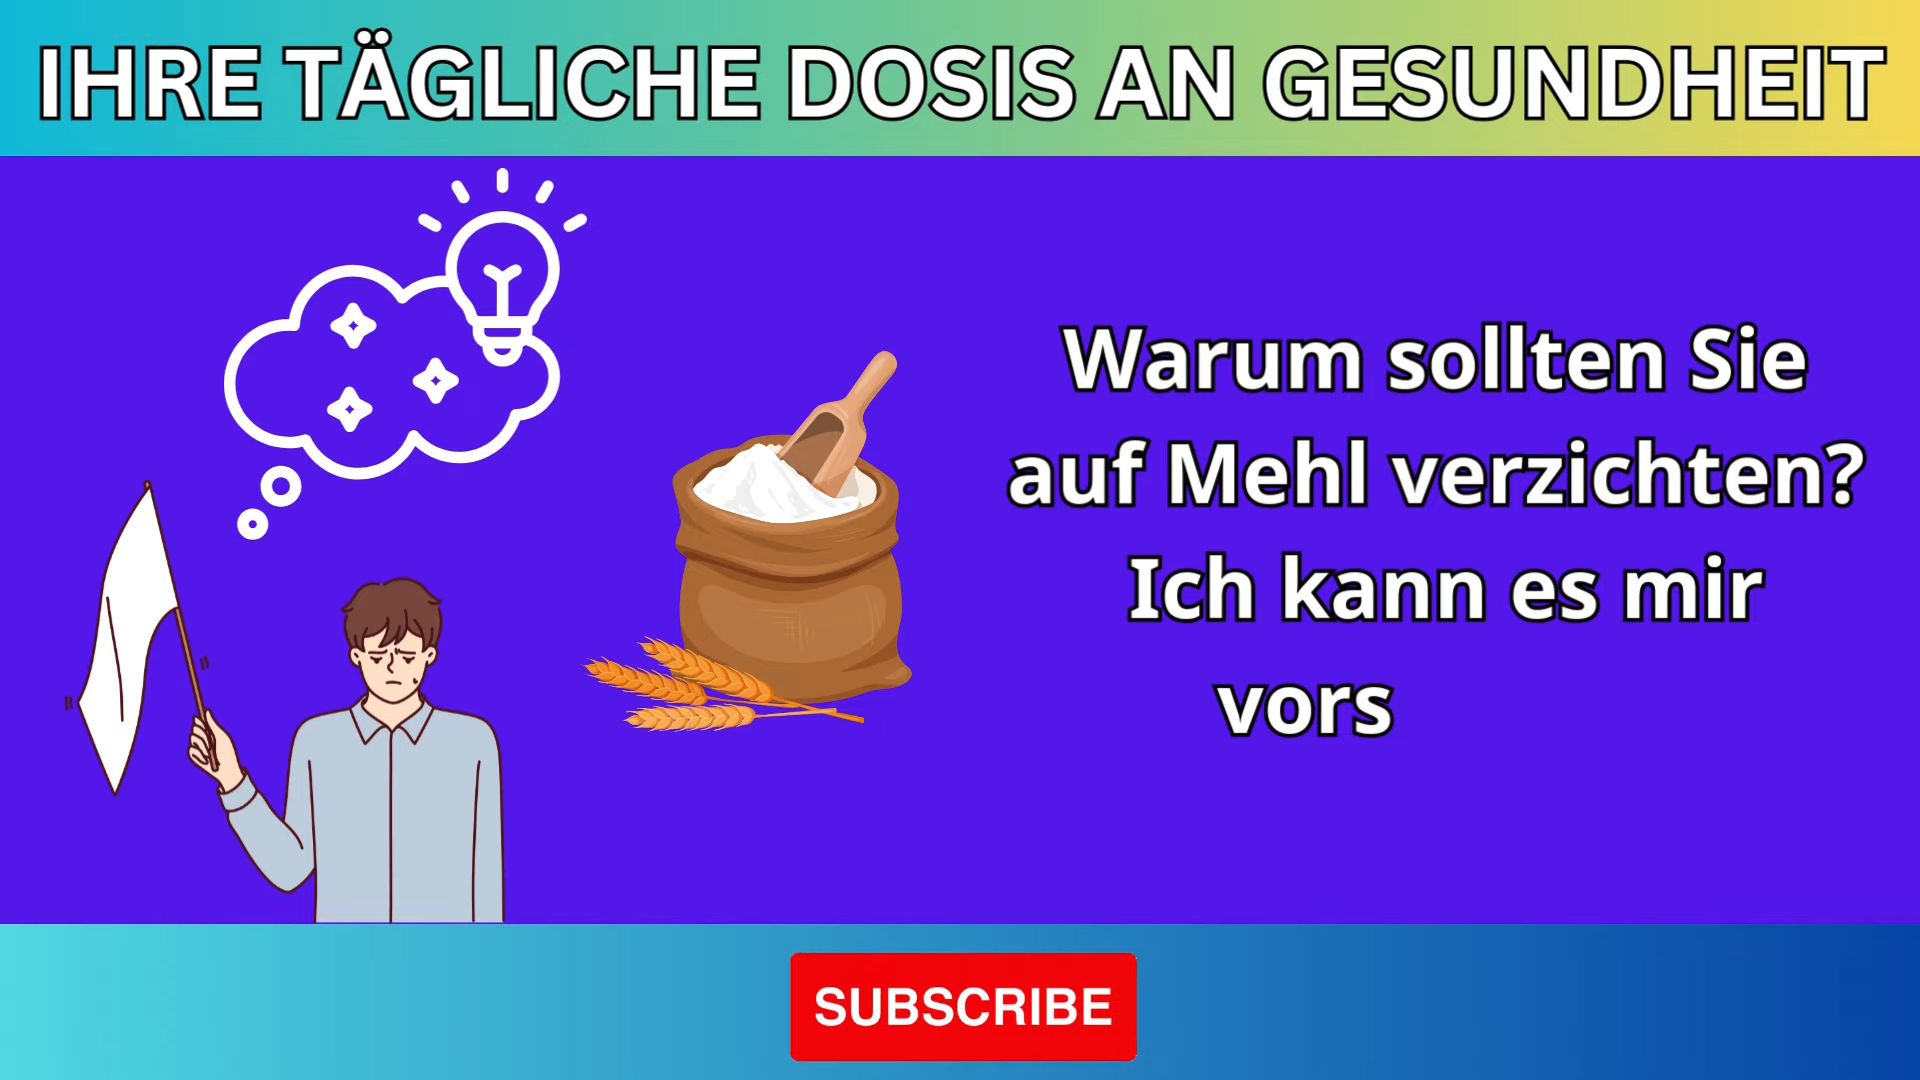 IHRE TÄGLICHE DOSIS AN GESUNDHEIT
Warum sollten Sie
auf Mehl verzichten?
Ich kann es mir
vors
SUBSCRIBE